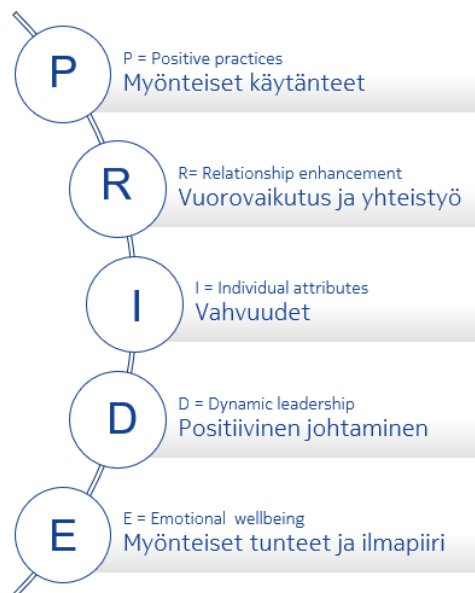 P
P = Positive practices
Myönteiset käytänteet
R
R= Relationship enhancement
Vuorovaikutus ja yhteistyö
I
I = Individual attributes
Vahvuudet
D
D = Dynamic leadership
Positiivinen johtaminen
E
E = Emotional wellbeing
Myönteiset tunteet ja ilmapiiri